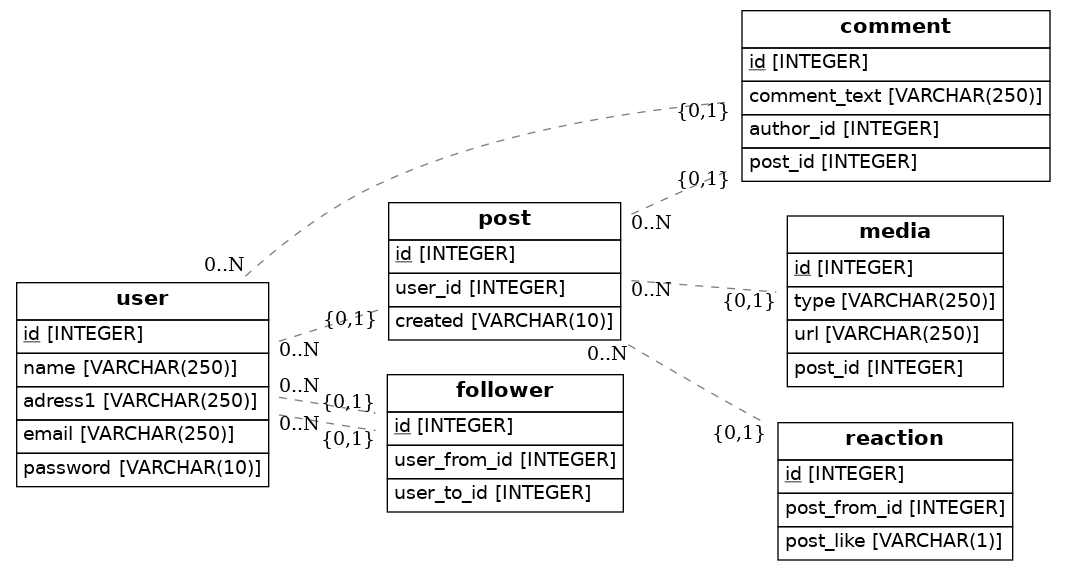 comment
id [INTEGER]
comment_text [VARCHAR(250)]
author_id [INTEGER]
post_id [INTEGER]
{0,1}
{0,1}
0..N
0..N
post
id [INTEGER]
user_id [INTEGER]
created [VARCHAR(10)]
0..N
{0,1}
0..N
media
id [INTEGER]
type [VARCHAR(250)]
url [VARCHAR(250)]
post_id [INTEGER]
user
id [INTEGER]
name [VARCHAR(250)]
adress1 [VARCHAR(250)]
email [VARCHAR(250)]
password [VARCHAR(10)]
{0,1}
0..N
0..N
{0,1}
0..N
{0,1}
follower
id [INTEGER]
user_from_id [INTEGER]
user_to_id [INTEGER]
{0,1}
reaction
id [INTEGER]
post_from_id [INTEGER]
post_like [VARCHAR(1)]